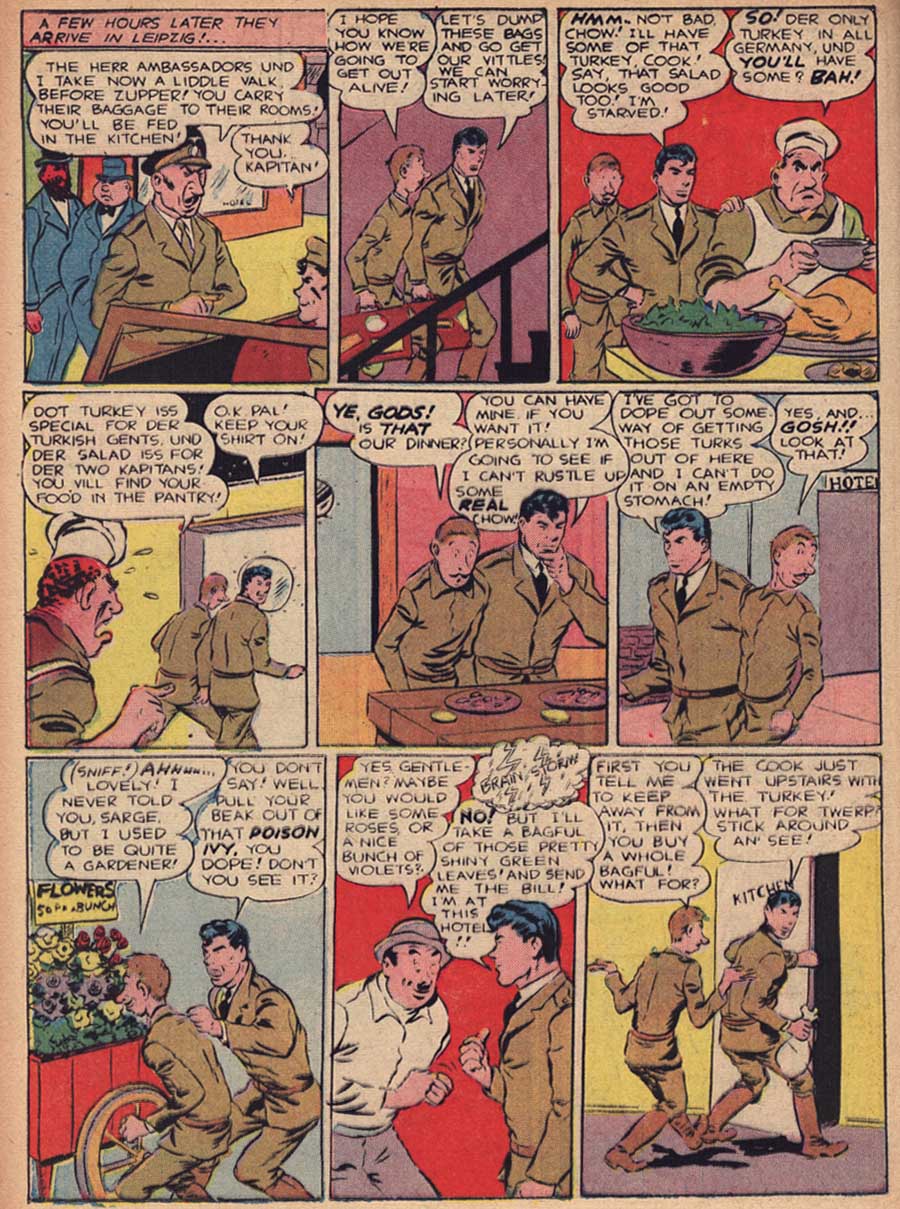 A FEW HOURS LATER THEY
ARRIVE IN LEIPZIG!...
THE HERR AMBASSADORS UND
I TAKE NOW A LIDDLE VALK
BEFORE ZUPPER! YOU CARRY
THEIR BAGGAGE TO THEIR ROOMS!
YOU'LL BE FED
IN THE KITCHEN!
THANK
YOU,
KAPITAN!
HOTEL
I HOPE
YOU KNOW
HOW WE'RE
GOING TO
GET OUT
ALIVE!
LET'S DUMP
THESE BAGS
AND GO GET
OUR VITTLES!
WE CAN
START WORRY-
ING LATER!
HMM.. NOT BAD,
CHOW! I'LL HAVE
SOME OF THAT
TURKEY, COOK!
SAY, THAT SALAD
LOOKS GOOD
TOO! I'M
STARVED!
SO! DER ONLY
TURKEY IN ALL
GERMANY, UND
YOU'LL HAVE
SOME? BAH!
DOT TURKEY ISS
SPECIAL FOR DER
TURKISH GENTS, UND
DER SALAD ISS FOR
DER TWO KAPITANS!
YOU VILL FIND YOUR
FOOD IN THE PANTRY!
O.K. PAL!
KEEP YOUR
SHIRT ON!
YE, GODS!
IS THAT
OUR DINNER?
YOU CAN HAVE
MINE, IF YOU
WANT IT!
PERSONALLY I'M
GOING TO SEE IF
I CAN'T RUSTLE UP
SOME
REAL
CHOW!
I'VE GOT TO
DOPE OUT SOME
WAY OF GETTING
THOSE TURKS
OUT OF HERE
AND I CAN'T DO
IT ON AN EMPTY
STOMACH!
YES, AND...
GOSH!!
LOOK AT
THAT!
HOTEL
(SNIFF!) AHHHH...
LOVELY! I
NEVER TOLD
YOU, SARGE,
BUT I USED
TO BE QUITE
A GARDENER!
YOU DON'T
SAY! WELL,
PULL YOUR
BEAK OUT OF
THAT POISON
IVY, YOU
DOPE! DON'T
YOU SEE IT?
FLOWERS
50 PF. A BUNCH
YES, GENTLE-
MEN? MAYBE
YOU WOULD
LIKE SOME
ROSES, OR
A NICE
BUNCH OF
VIOLETS?
BRAIN STORM!
NO! BUT I'LL
TAKE A BAGFUL
OF THOSE PRETTY
SHINY GREEN
LEAVES! AND SEND
ME THE BILL!
I'M AT
THIS
HOTEL
!!
FIRST YOU
TELL ME
TO KEEP
AWAY FROM
IT, THEN
YOU BUY
A WHOLE
BAGFUL!
WHAT FOR?
THE COOK JUST
WENT UPSTAIRS WITH
THE TURKEY!
WHAT FOR TWERP?
STICK AROUND
AN' SEE!
KITCHEN